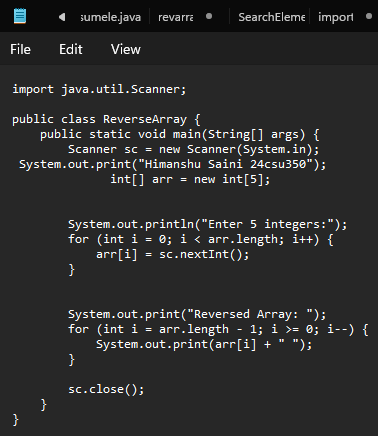 sumele.java revarra SearchEleme import
File Edit View
import java.util.Scanner;
public class ReverseArray {
public static void main(String[] args) {
Scanner sc = new Scanner(System.in);
System.out.print("Himanshu Saini 24csu350");
int[] arr = new int[5];
System.out.println("Enter 5 integers:");
for (int i = 0; i < arr.length; i++) {
arr[i] = sc.nextInt();
}
System.out.print("Reversed Array: ");
for (int i = arr.length - 1; i >= 0; i--) {
System.out.print(arr[i] + " ");
}
sc.close();
}
}